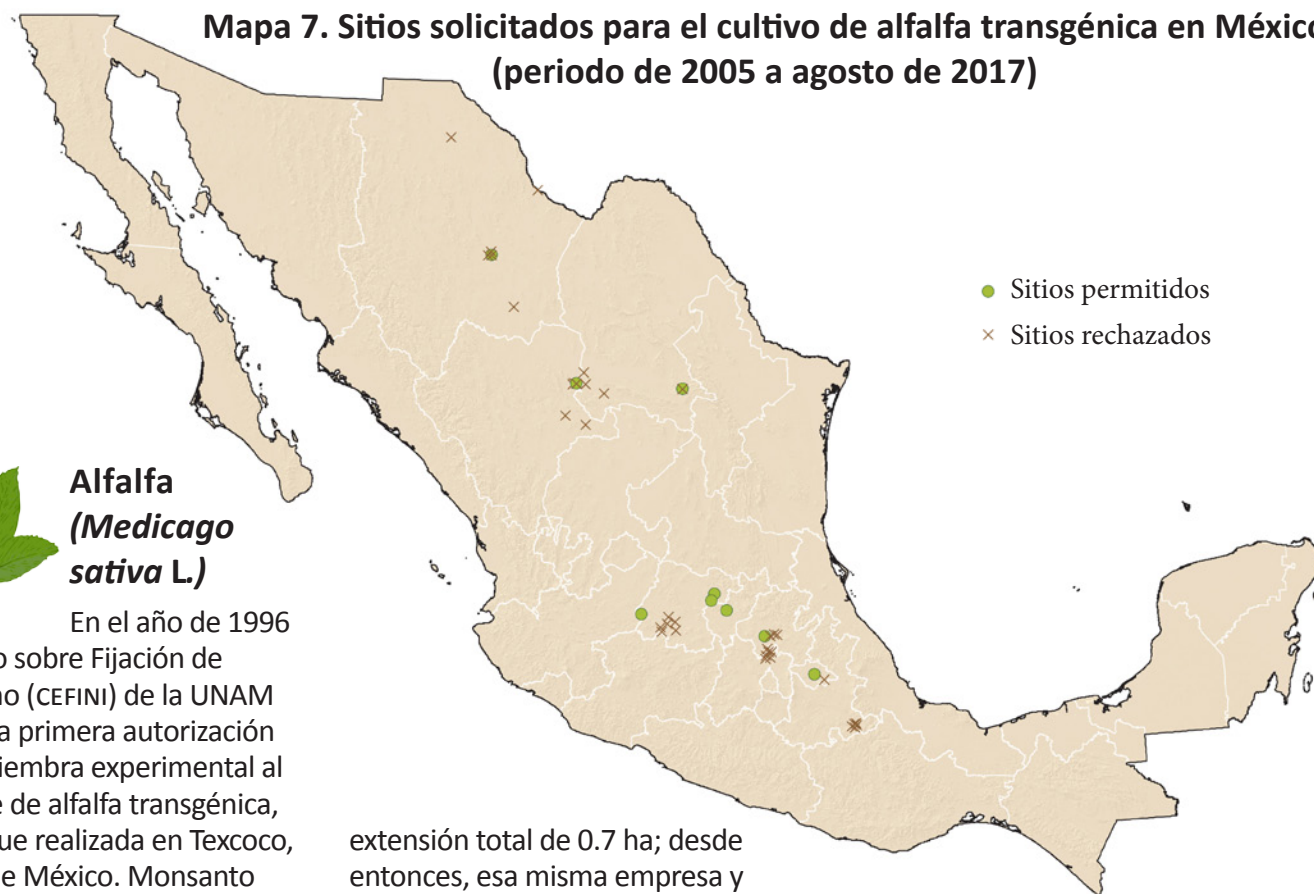 Mapa 7. Sitios solicitados para el cultivo de alfalfa transgénica en México
(periodo de 2005 a agosto de 2017)
Sitios permitidos
Sitios rechazados
Alfalfa
(Medicago
sativa L.)
En el año de 1996
sobre Fijación de
(CEFINI) de la UNAM
primera autorización
siembra experimental al
de alfalfa transgénica,
realizada en Texcoco,
México. Monsanto
extensión total de 0.7 ha; desde
entonces, esa misma empresa y